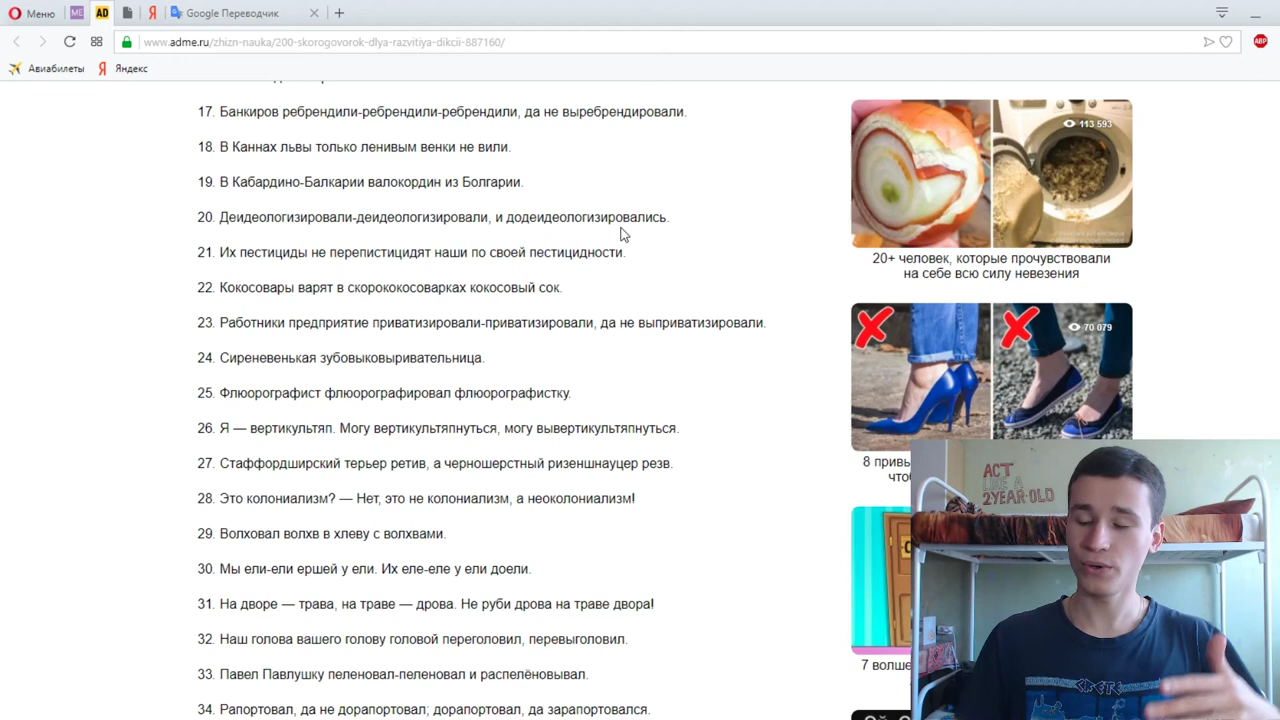 Меню
ME
AD
Я
Google Переводчик
www.adme.ru/zhizn-nauka/200-skorogovorok-dlya-razvitiya-dikcii-887160/
ABP
Авиабилеты
Я
Яндекс
17. Банкиров ребрендили-ребрендили-ребрендили, да не выребрендировали.
18. В Каннах львы только ленивым венки не вили.
19. В Кабардино-Балкарии валокордин из Болгарии.
20. Деидеологизировали-деидеологизировали, и додеидеологизировались.
21. Их пестициды не перепистицидят наши по своей пестицидности.
22. Кокосовары варят в скорококосоварках кокосовый сок.
23. Работники предприятие приватизировали-приватизировали, да не выприватизировали.
24. Сиреневенькая зубовыковыривательница.
25. Флюорографист флюорографировал флюорографистку.
26. Я — вертикультяп. Могу вертикультяпнуться, могу вывертикультяпнуться.
27. Стаффордширский терьер ретив, а черношерстный ризеншнауцер резв.
28. Это колониализм? — Нет, это не колониализм, а неоколониализм!
29. Волховал волхв в хлеву с волхвами.
30. Мы ели-ели ершей у ели. Их еле-еле у ели доели.
31. На дворе — трава, на траве — дрова. Не руби дрова на траве двора!
32. Наш голова вашего голову головой переголовил, перевыголовил.
33. Павел Павлушку пеленовал-пеленовал и распелёновывал.
34. Рапортовал, да не дорапортовал, дорапортовал, да зарапортовался.
113 593
20+ человек, которые прочувствовали
на себе всю силу невезения
70 079
8 привы
что
7 волше
ACT
LIKE A
2YEAR-OLD
CRETE